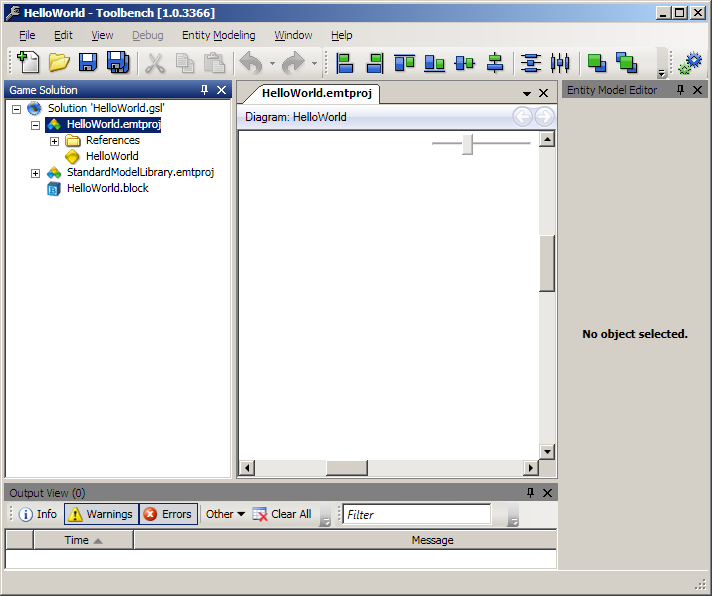 HelloWorld - Toolbench [1.0.3366]
File Edit View Debug Entity Modeling Window Help
Game Solution
Solution 'HelloWorld.gsl'
HelloWorld.emtproj
References
HelloWorld
StandardModelLibrary.emtproj
HelloWorld.block
HelloWorld.emtproj
Diagram: HelloWorld
Entity Model Editor
No object selected.
Output View (0)
Info Warnings Errors Other Clear All Filter
Time Message